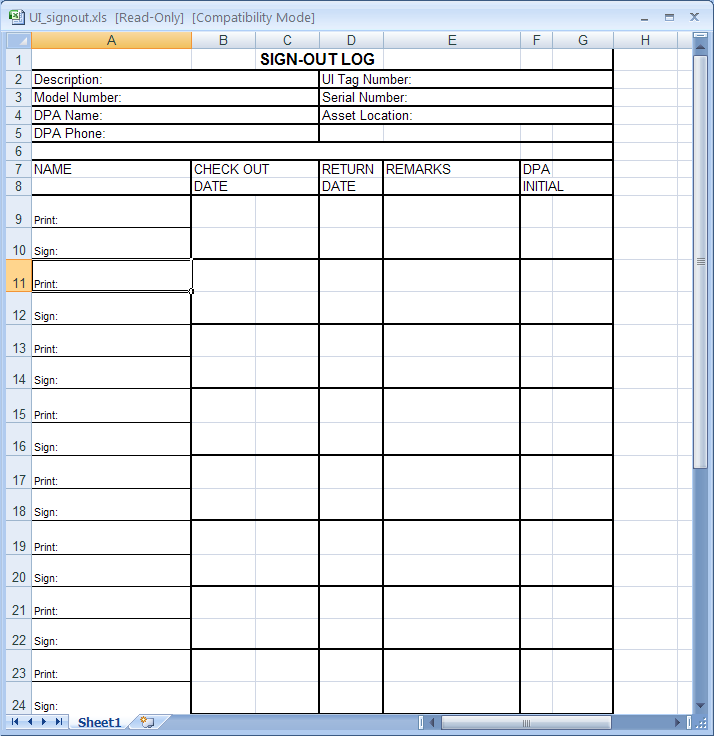 UI_signout.xls [Read-Only] [Compatibility Mode]
A B C D E F G H
1 SIGN-OUT LOG
2 Description: UI Tag Number:
3 Model Number: Serial Number:
4 DPA Name: Asset Location:
5 DPA Phone:
6
7 NAME CHECK OUT RETURN REMARKS DPA
8 DATE DATE INITIAL
9 Print:
10 Sign:
11 Print:
12 Sign:
13 Print:
14 Sign:
15 Print:
16 Sign:
17 Print:
18 Sign:
19 Print:
20 Sign:
21 Print:
22 Sign:
23 Print:
24 Sign:
Sheet1